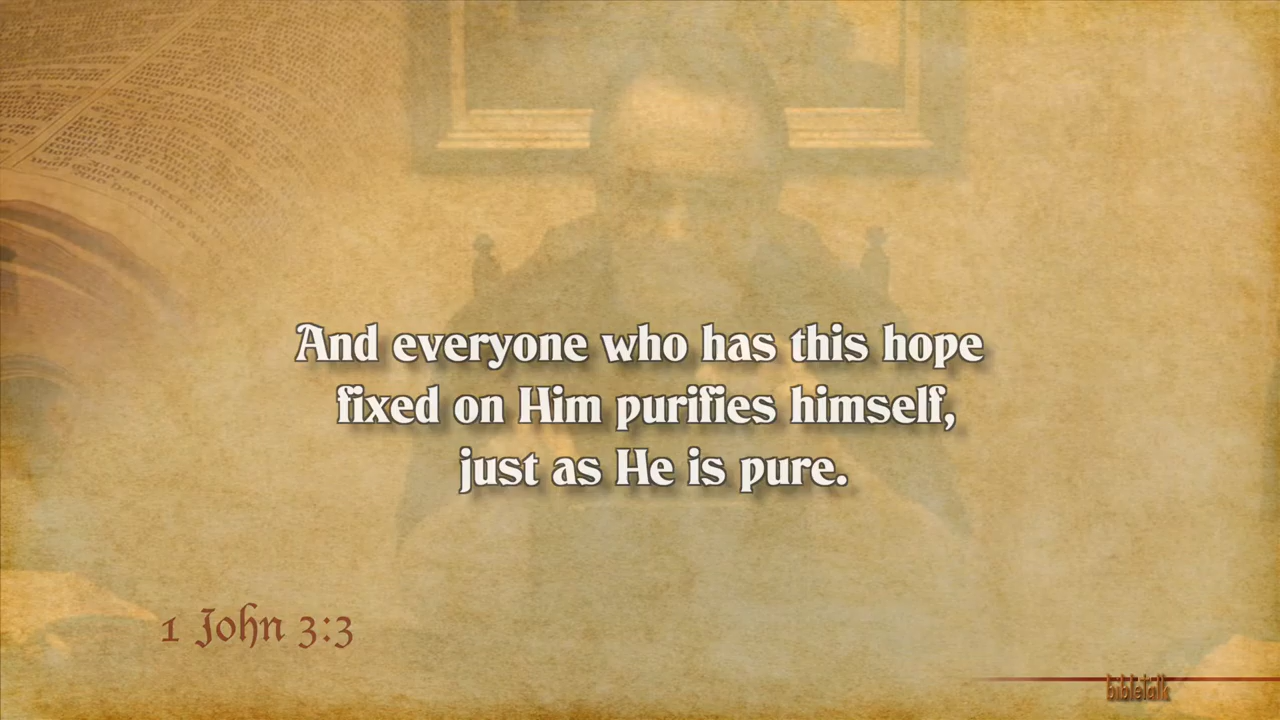 And everyone who has this hope
fixed on Him purifies himself,
just as He is pure.
1 John 3:3
bibletalk